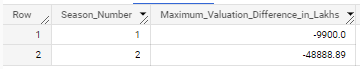 Row Season_Number Maximum_Valuation_Difference_in_Lakhs
1 1 -9900.0
2 2 -48888.89